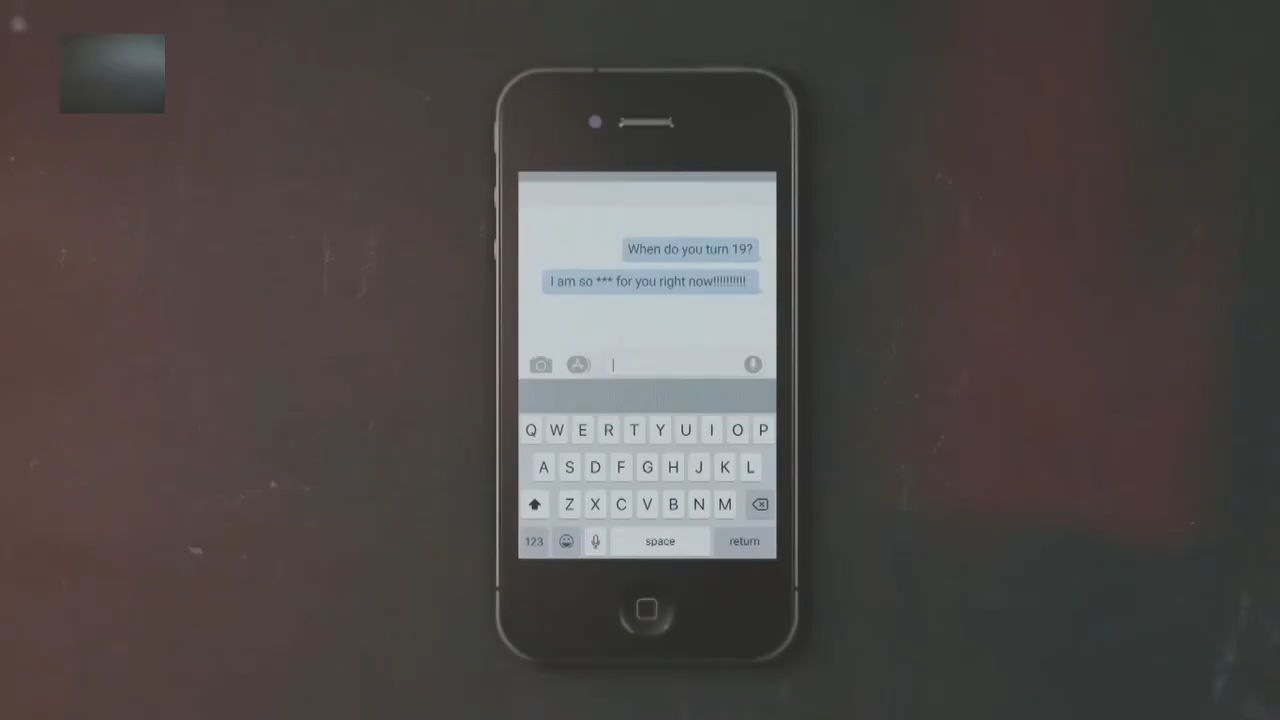 When do you turn 19?
I am so *** for you right now!!!!!!!!!!
Q W E R T Y U I O P
A S D F G H J K L
Z X C V B N M
123 space return